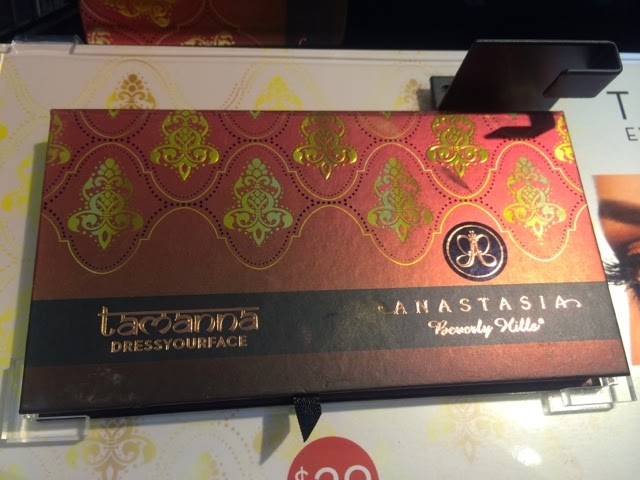 tamanna
DRESSYOURFACE
ANASTASIA
Beverly Hills®
T
E